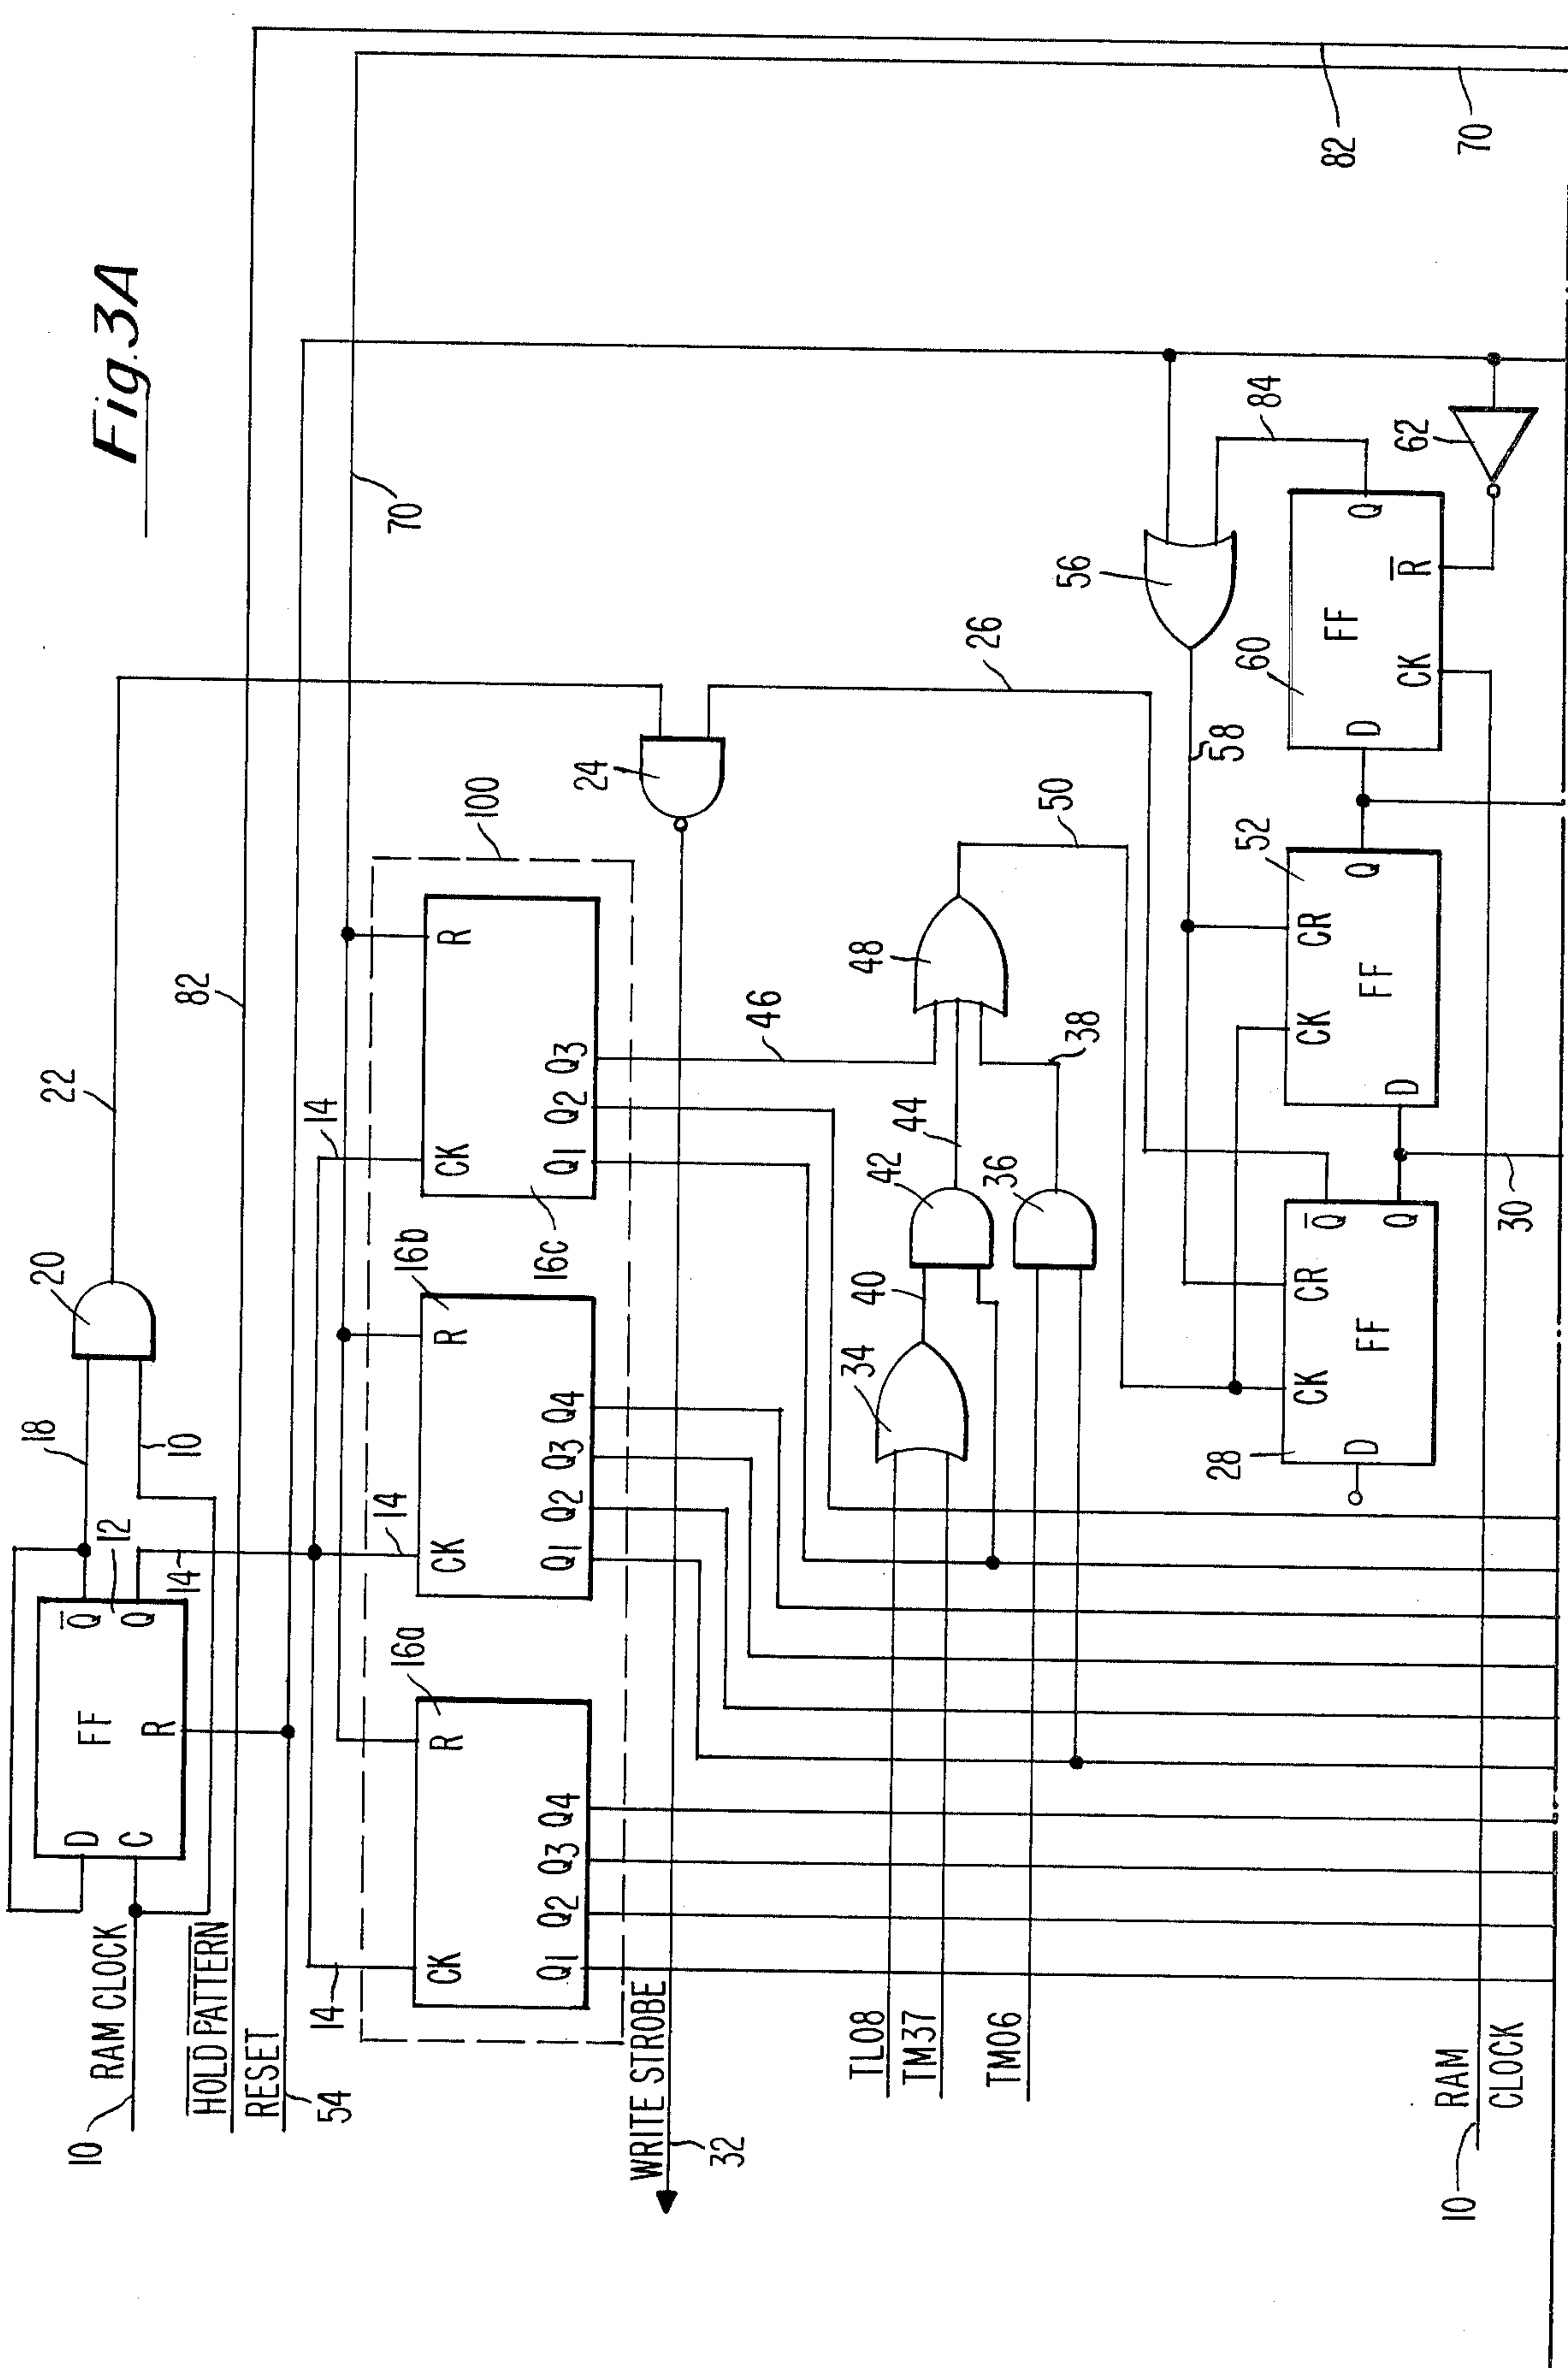 Fig. 3A
10
RAM CLOCK
HOLD PATTERN
RESET
54
D
C
FF
R
Q̅
Q
12
14
18
10
20
22
82
82
70
70
14
14
14
100
16a
CK
R
Q1
Q2
Q3
Q4
16b
CK
R
Q1
Q2
Q3
Q4
16c
CK
R
Q1
Q2
Q3
24
26
WRITE STROBE
32
TL08
TM37
TM06
34
40
42
44
36
38
46
48
50
56
58
84
28
D
CK
FF
CR
Q̅
Q
30
52
D
CK
FF
CR
Q
60
D
CK
FF
R̅
Q
62
10
RAM
CLOCK